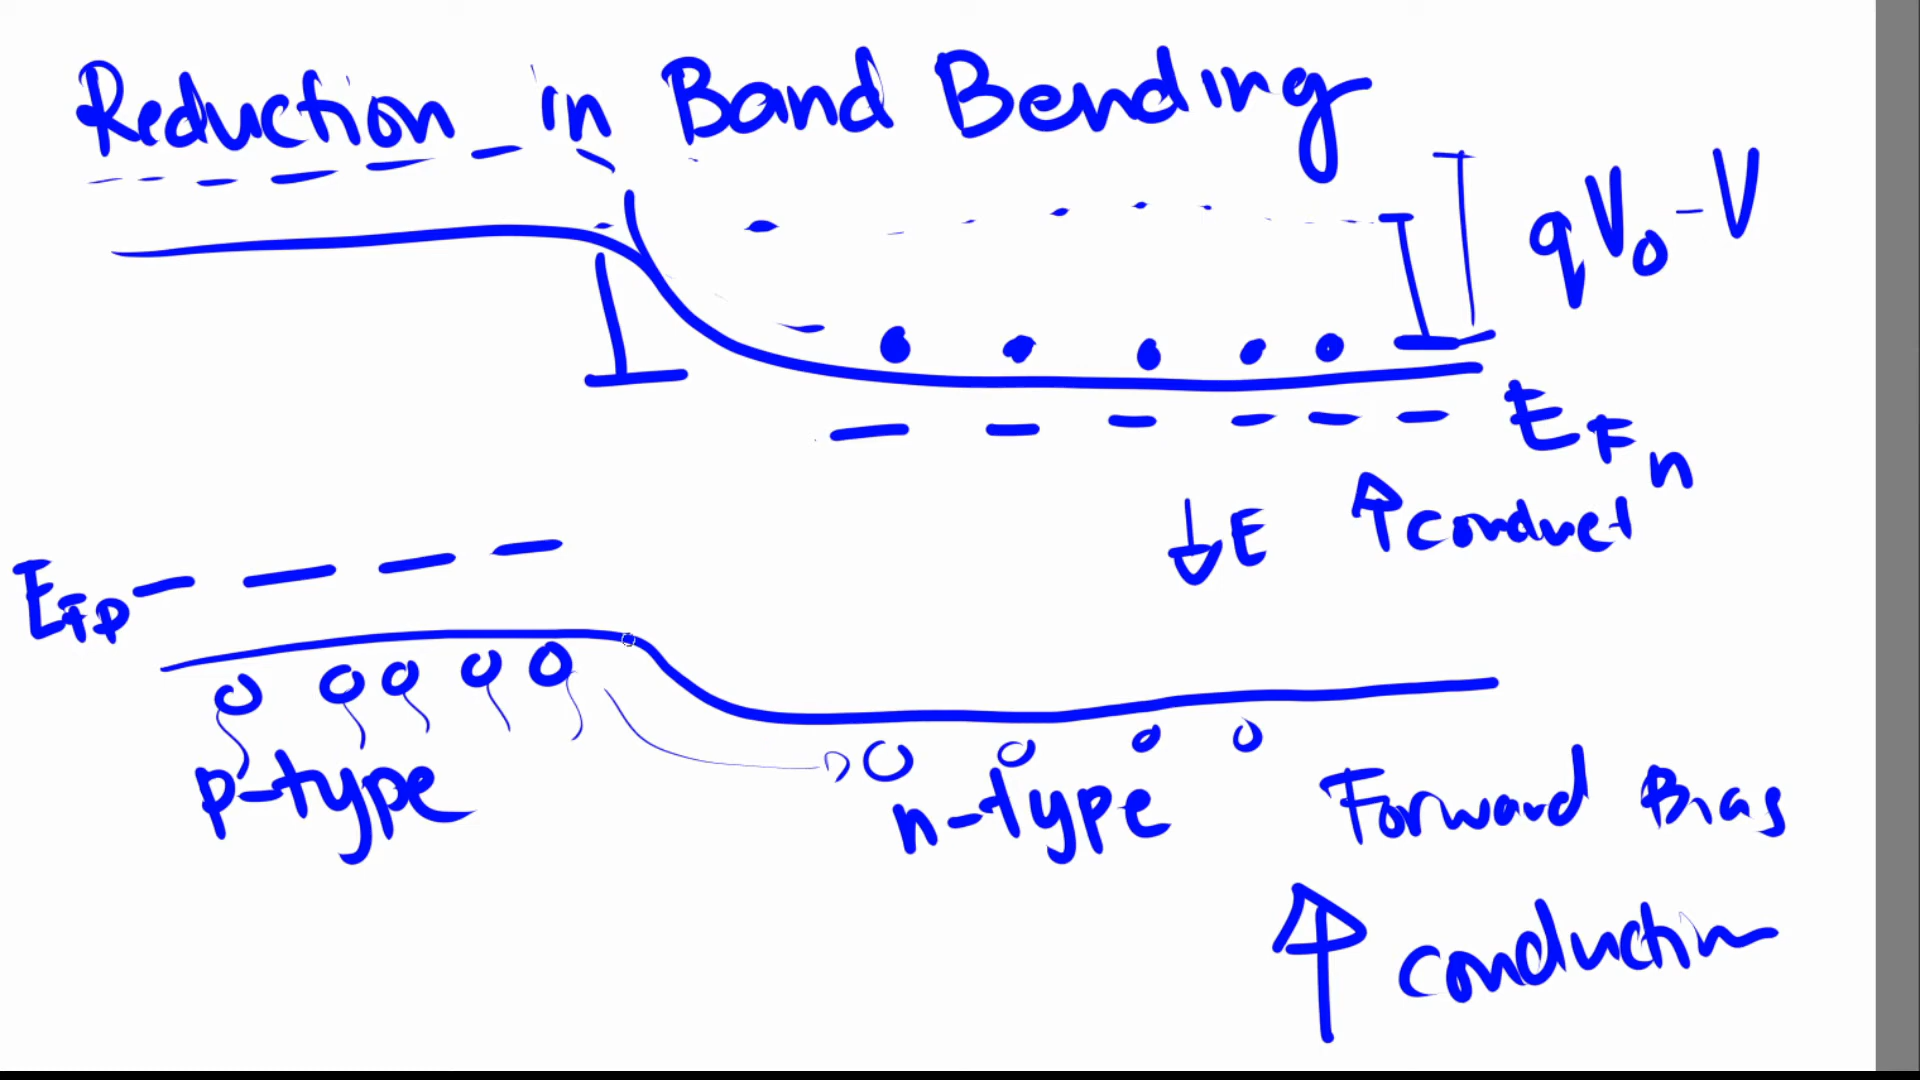 Reduction in Band Bending
qV₀-V
E_Fn
↓E ↑conduct
E_Fp
p-type
n-type
Forward Bias
↑ conduction